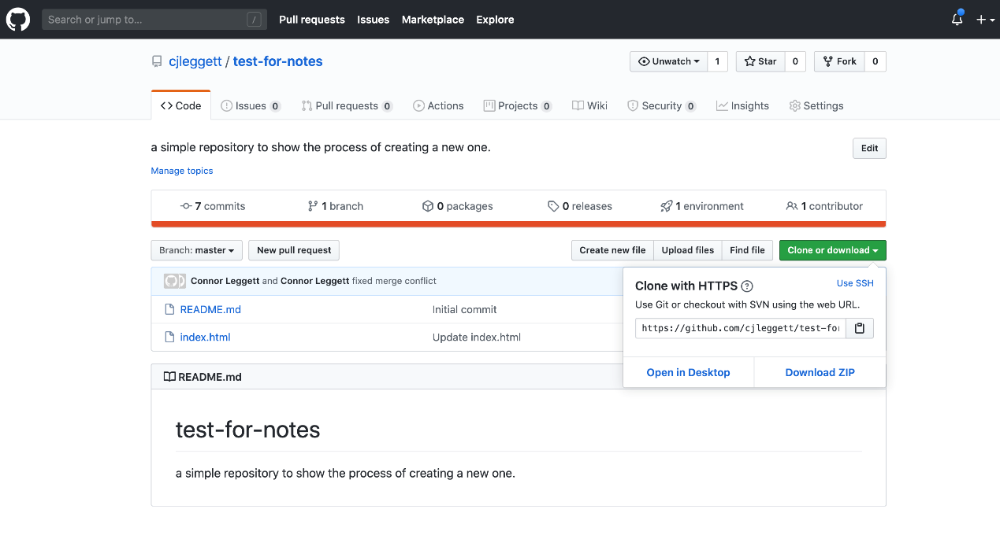 Search or jump to... / Pull requests Issues Marketplace Explore
cjleggett / test-for-notes Unwatch 1 Star 0 Fork 0
Code Issues 0 Pull requests 0 Actions Projects 0 Wiki Security 0 Insights Settings
a simple repository to show the process of creating a new one. Edit
Manage topics
7 commits 1 branch 0 packages 0 releases 1 environment 1 contributor
Branch: master New pull request Create new file Upload files Find file Clone or download
Connor Leggett and Connor Leggett fixed merge conflict
README.md Initial commit
index.html Update index.html
Clone with HTTPS ? Use SSH
Use Git or checkout with SVN using the web URL.
https://github.com/cjleggett/test-for
Open in Desktop Download ZIP
README.md
test-for-notes
a simple repository to show the process of creating a new one.